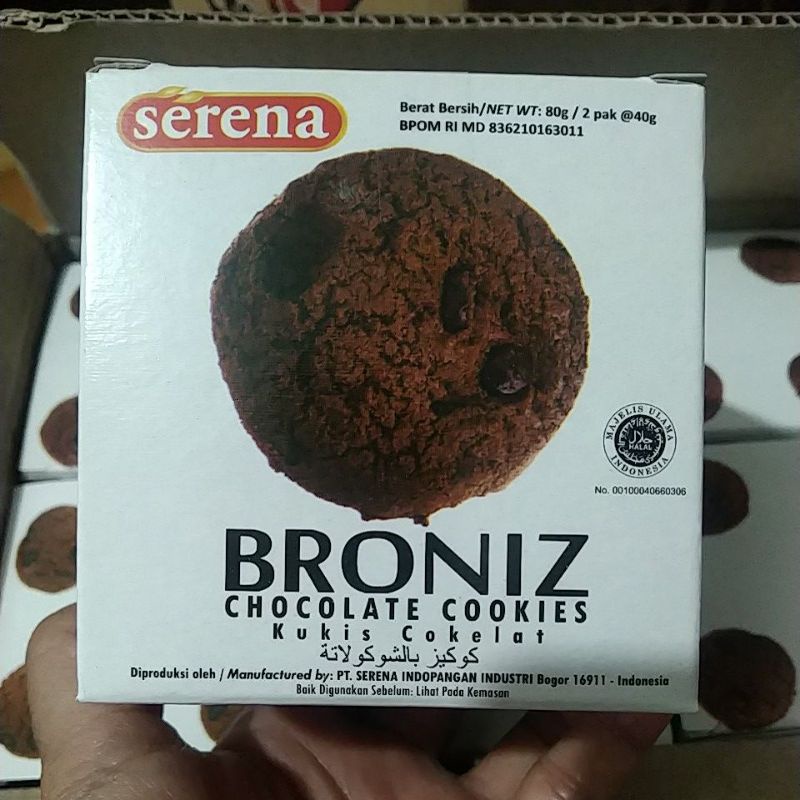 serena
Berat Bersih/NET WT: 80g / 2 pak @40g
BPOM RI MD 836210163011
MAJELIS ULAMA
حلال
HALAL
INDONESIA
No. 00100040660306
BRONIZ
CHOCOLATE COOKIES
Kukis Cokelat
كوكيز بالشوكولاتة
Diproduksi oleh / Manufactured by: PT. SERENA INDOPANGAN INDUSTRI Bogor 16911 - Indonesia
Baik Digunakan Sebelum: Lihat Pada Kemasan